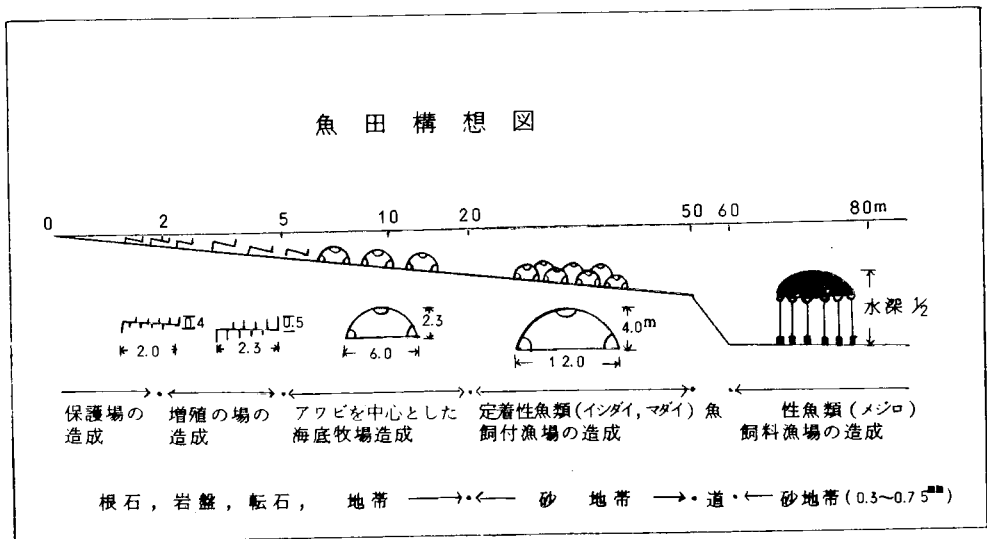 魚田構想図
0 2 5 10 20 50 60 80m
水深 1/2
0.4 0.5 2.3 4.0m
2.0 2.3 6.0 12.0
保護場の 増殖の場の アワビを中心とした 定着性魚類(イシダイ,マダイ) 魚 性魚類(メジロ)
造成 造成 海底牧場造成 飼付漁場の造成 飼料漁場の造成
根石,岩盤,転石, 地帯 砂 地帯 道 砂地帯(0.3~0.75